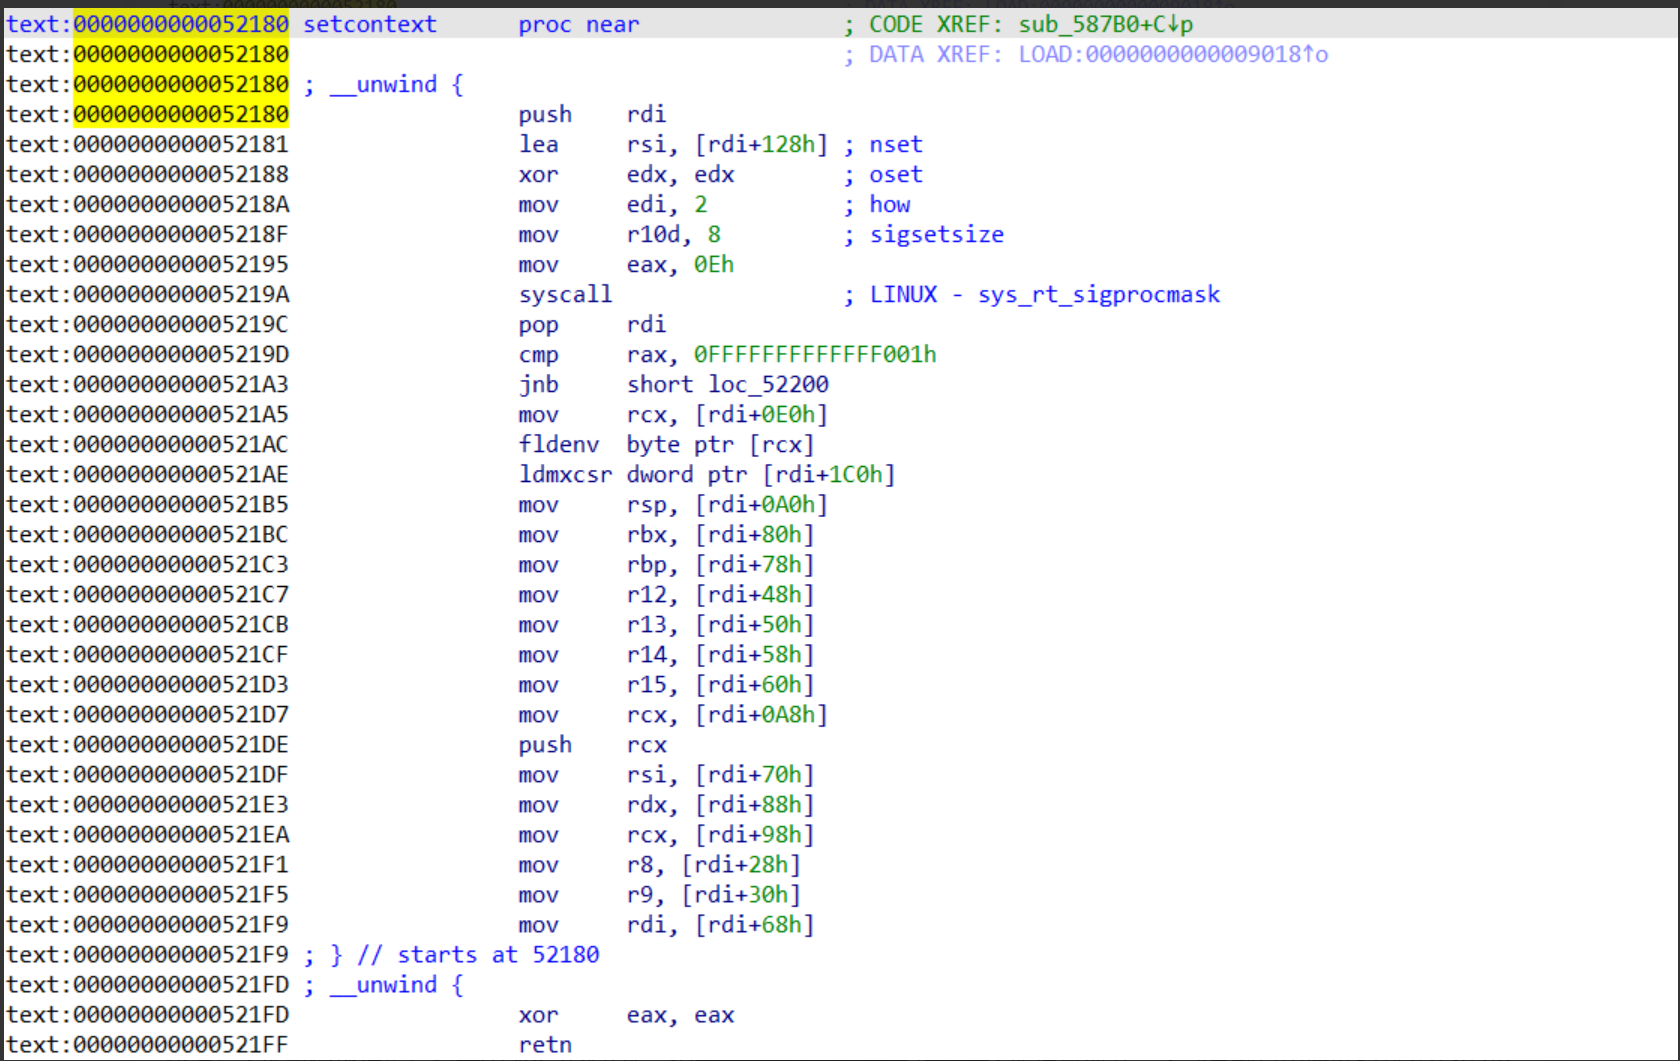 text:0000000000052180 setcontext proc near ; CODE XREF: sub_587B0+C↓p
text:0000000000052180 ; DATA XREF: LOAD:0000000000009018↑o
text:0000000000052180 ; __unwind {
text:0000000000052180 push rdi
text:0000000000052181 lea rsi, [rdi+128h] ; nset
text:0000000000052188 xor edx, edx ; oset
text:000000000005218A mov edi, 2 ; how
text:000000000005218F mov r10d, 8 ; sigsetsize
text:0000000000052195 mov eax, 0Eh
text:000000000005219A syscall ; LINUX - sys_rt_sigprocmask
text:000000000005219C pop rdi
text:000000000005219D cmp rax, 0FFFFFFFFFFFFF001h
text:00000000000521A3 jnb short loc_52200
text:00000000000521A5 mov rcx, [rdi+0E0h]
text:00000000000521AC fldenv byte ptr [rcx]
text:00000000000521AE ldmxcsr dword ptr [rdi+1C0h]
text:00000000000521B5 mov rsp, [rdi+0A0h]
text:00000000000521BC mov rbx, [rdi+80h]
text:00000000000521C3 mov rbp, [rdi+78h]
text:00000000000521C7 mov r12, [rdi+48h]
text:00000000000521CB mov r13, [rdi+50h]
text:00000000000521CF mov r14, [rdi+58h]
text:00000000000521D3 mov r15, [rdi+60h]
text:00000000000521D7 mov rcx, [rdi+0A8h]
text:00000000000521DE push rcx
text:00000000000521DF mov rsi, [rdi+70h]
text:00000000000521E3 mov rdx, [rdi+88h]
text:00000000000521EA mov rcx, [rdi+98h]
text:00000000000521F1 mov r8, [rdi+28h]
text:00000000000521F5 mov r9, [rdi+30h]
text:00000000000521F9 mov rdi, [rdi+68h]
text:00000000000521F9 ; } // starts at 52180
text:00000000000521FD ; __unwind {
text:00000000000521FD xor eax, eax
text:00000000000521FF retn